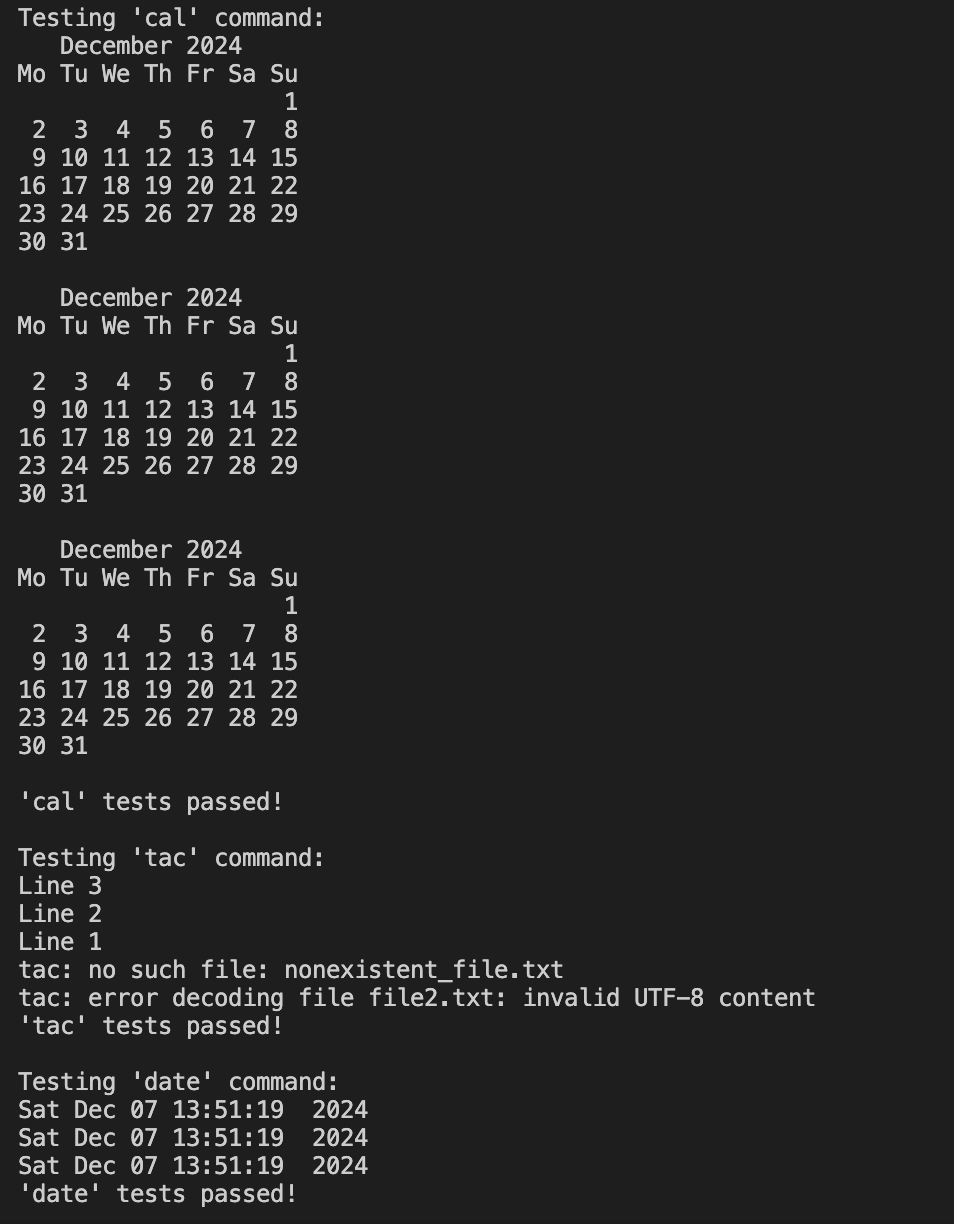 Testing 'cal' command:
   December 2024
Mo Tu We Th Fr Sa Su
                   1
 2  3  4  5  6  7  8
 9 10 11 12 13 14 15
16 17 18 19 20 21 22
23 24 25 26 27 28 29
30 31

   December 2024
Mo Tu We Th Fr Sa Su
                   1
 2  3  4  5  6  7  8
 9 10 11 12 13 14 15
16 17 18 19 20 21 22
23 24 25 26 27 28 29
30 31

   December 2024
Mo Tu We Th Fr Sa Su
                   1
 2  3  4  5  6  7  8
 9 10 11 12 13 14 15
16 17 18 19 20 21 22
23 24 25 26 27 28 29
30 31

'cal' tests passed!

Testing 'tac' command:
Line 3
Line 2
Line 1
tac: no such file: nonexistent_file.txt
tac: error decoding file file2.txt: invalid UTF-8 content
'tac' tests passed!

Testing 'date' command:
Sat Dec 07 13:51:19  2024
Sat Dec 07 13:51:19  2024
Sat Dec 07 13:51:19  2024
'date' tests passed!